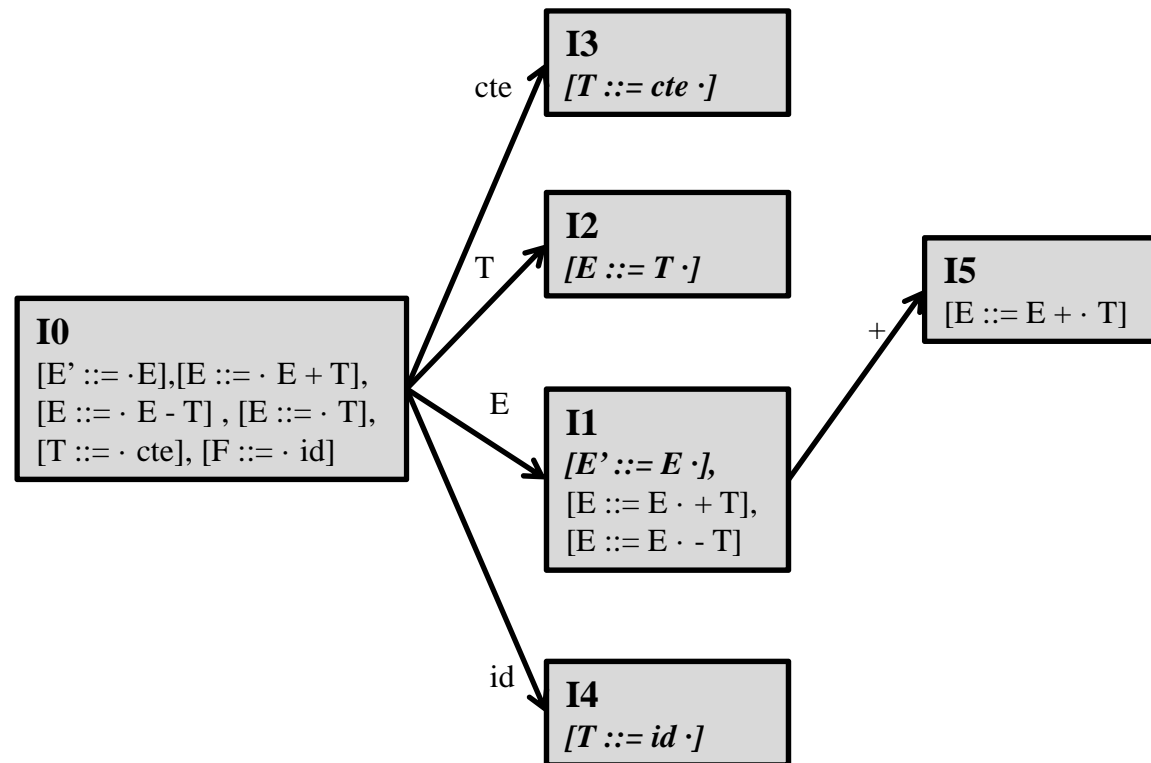 I3
[T ::= cte ·]
cte
I2
[E ::= T ·]
T
I5
[E ::= E + · T]
+
I0
[E’ ::= ·E],[E ::= · E + T],
[E ::= · E - T] , [E ::= · T],
[T ::= · cte], [F ::= · id]
E
I1
[E’ ::= E ·],
[E ::= E · + T],
[E ::= E · - T]
id
I4
[T ::= id ·]